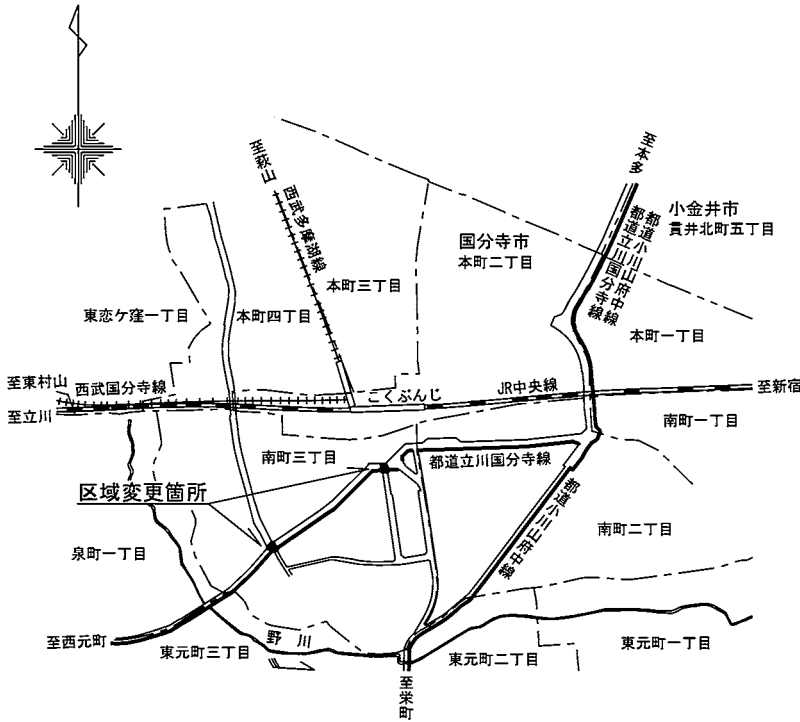 至萩山
西武多摩湖線
至本多
都道小川山府中線
都道立川国分寺線
小金井市
貫井北町五丁目
国分寺市
本町二丁目
本町三丁目
本町四丁目
東恋ケ窪一丁目
本町一丁目
至東村山
西武国分寺線
こくぶんじ
JR中央線
至新宿
至立川
南町一丁目
南町三丁目
都道立川国分寺線
区域変更箇所
都道小川山府中線
南町二丁目
泉町一丁目
至西元町
野川
東元町三丁目
東元町二丁目
東元町一丁目
至栄町